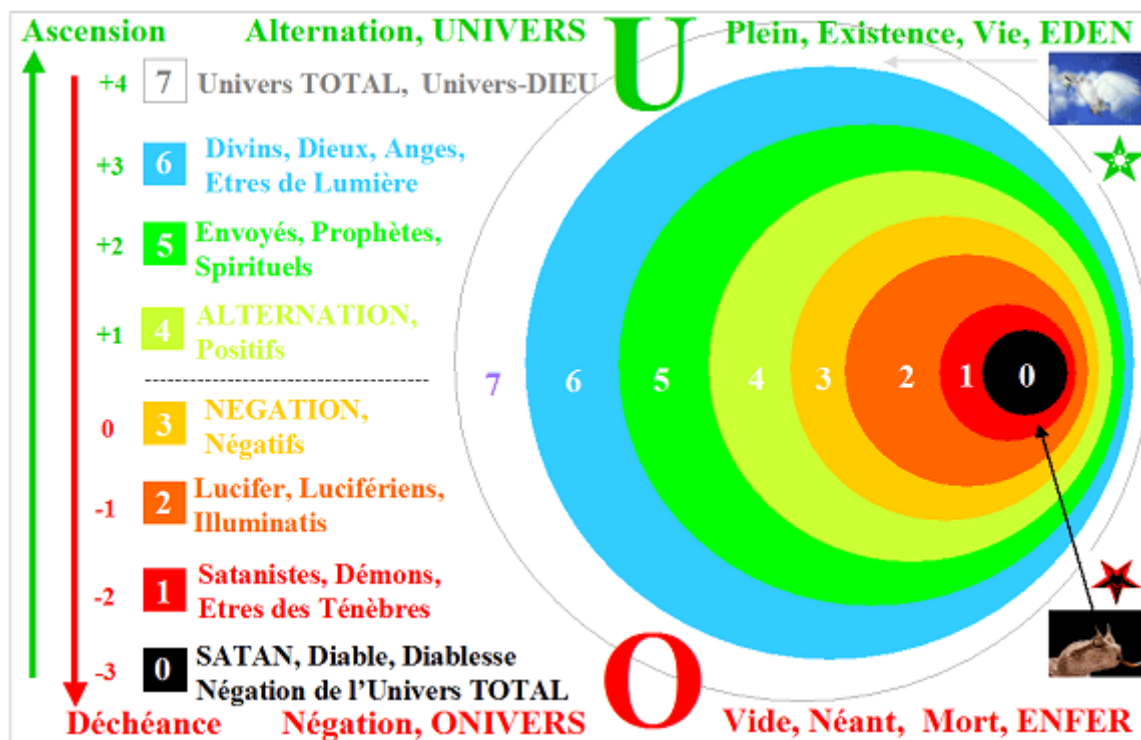 Ascension
Alternation, UNIVERS
U
Plein, Existence, Vie, EDEN
+4
7
Univers TOTAL, Univers-DIEU
+3
6
Divins, Dieux, Anges,
Etres de Lumière
+2
5
Envoyés, Prophètes,
Spirituels
+1
4
ALTERNATION,
Positifs
0
3
NEGATION,
Négatifs
-1
2
Lucifer, Lucifériens,
Illuminatis
-2
1
Satanistes, Démons,
Etres des Ténèbres
-3
0
SATAN, Diable, Diablesse
Négation de l'Univers TOTAL
7 6 5 4 3 2 1 0
Déchéance
Négation, ONIVERS
O
Vide, Néant, Mort, ENFER